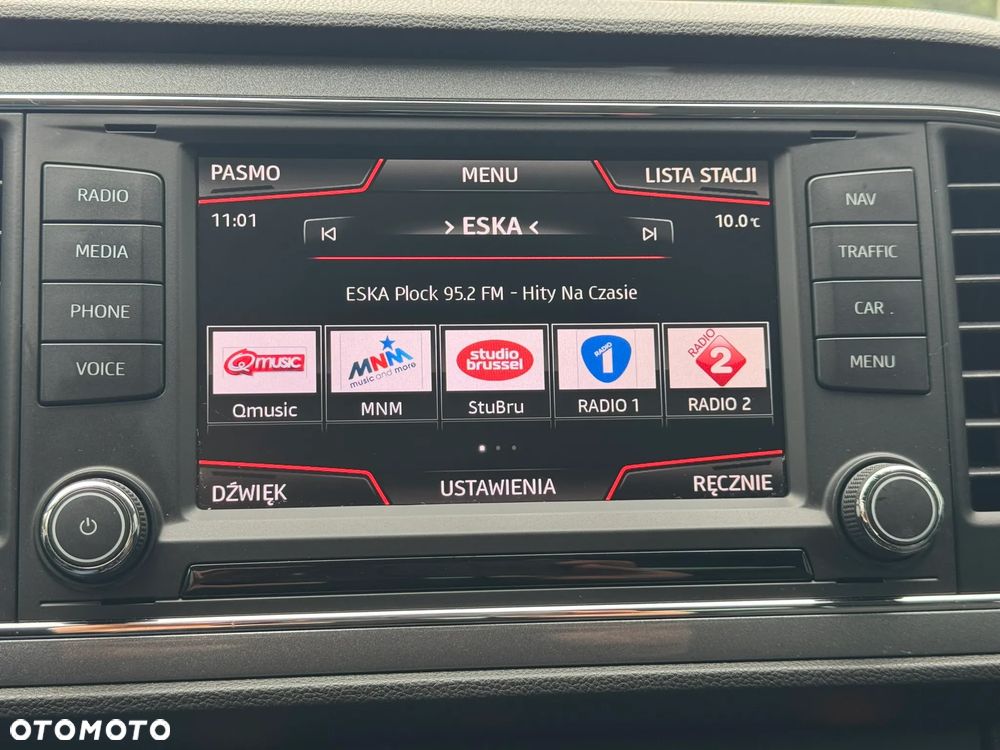 PASMO MENU LISTA STACJI
11:01 > ESKA < 10.0 °C
ESKA Plock 95.2 FM - Hity Na Czasie
Qmusic
MNM
music and more
studio
brussel
RADIO
1
RADIO
2
Qmusic MNM StuBru RADIO 1 RADIO 2
DŹWIĘK USTAWIENIA RĘCZNIE
RADIO
MEDIA
PHONE
VOICE
NAV
TRAFFIC
CAR
MENU
OTOMOTO